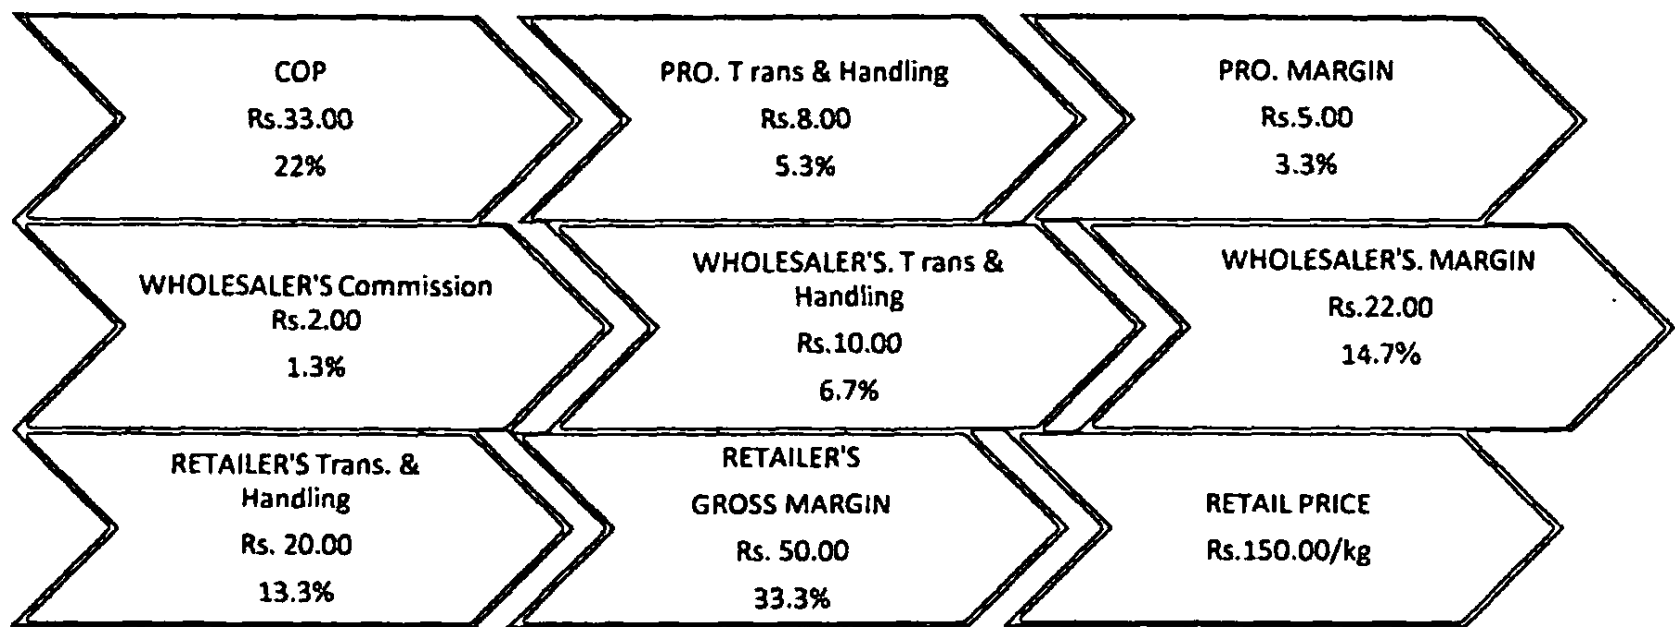 COP
Rs.33.00
22%
PRO. T rans & Handling
Rs.8.00
5.3%
PRO. MARGIN
Rs.5.00
3.3%
WHOLESALER'S Commission
Rs.2.00
1.3%
WHOLESALER'S. T rans &
Handling
Rs.10.00
6.7%
WHOLESALER'S. MARGIN
Rs.22.00
14.7%
RETAILER'S Trans. &
Handling
Rs. 20.00
13.3%
RETAILER'S
GROSS MARGIN
Rs. 50.00
33.3%
RETAIL PRICE
Rs.150.00/kg